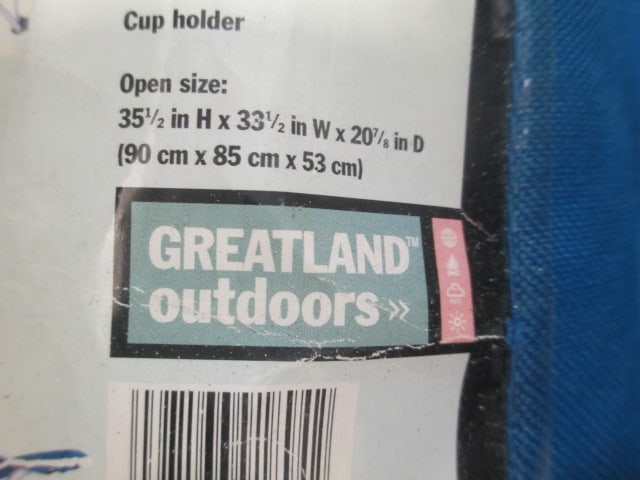 Cup holder
Open size:
35½ in H x 33½ in W x 20⅞ in D
(90 cm x 85 cm x 53 cm)
GREATLAND™
outdoors»